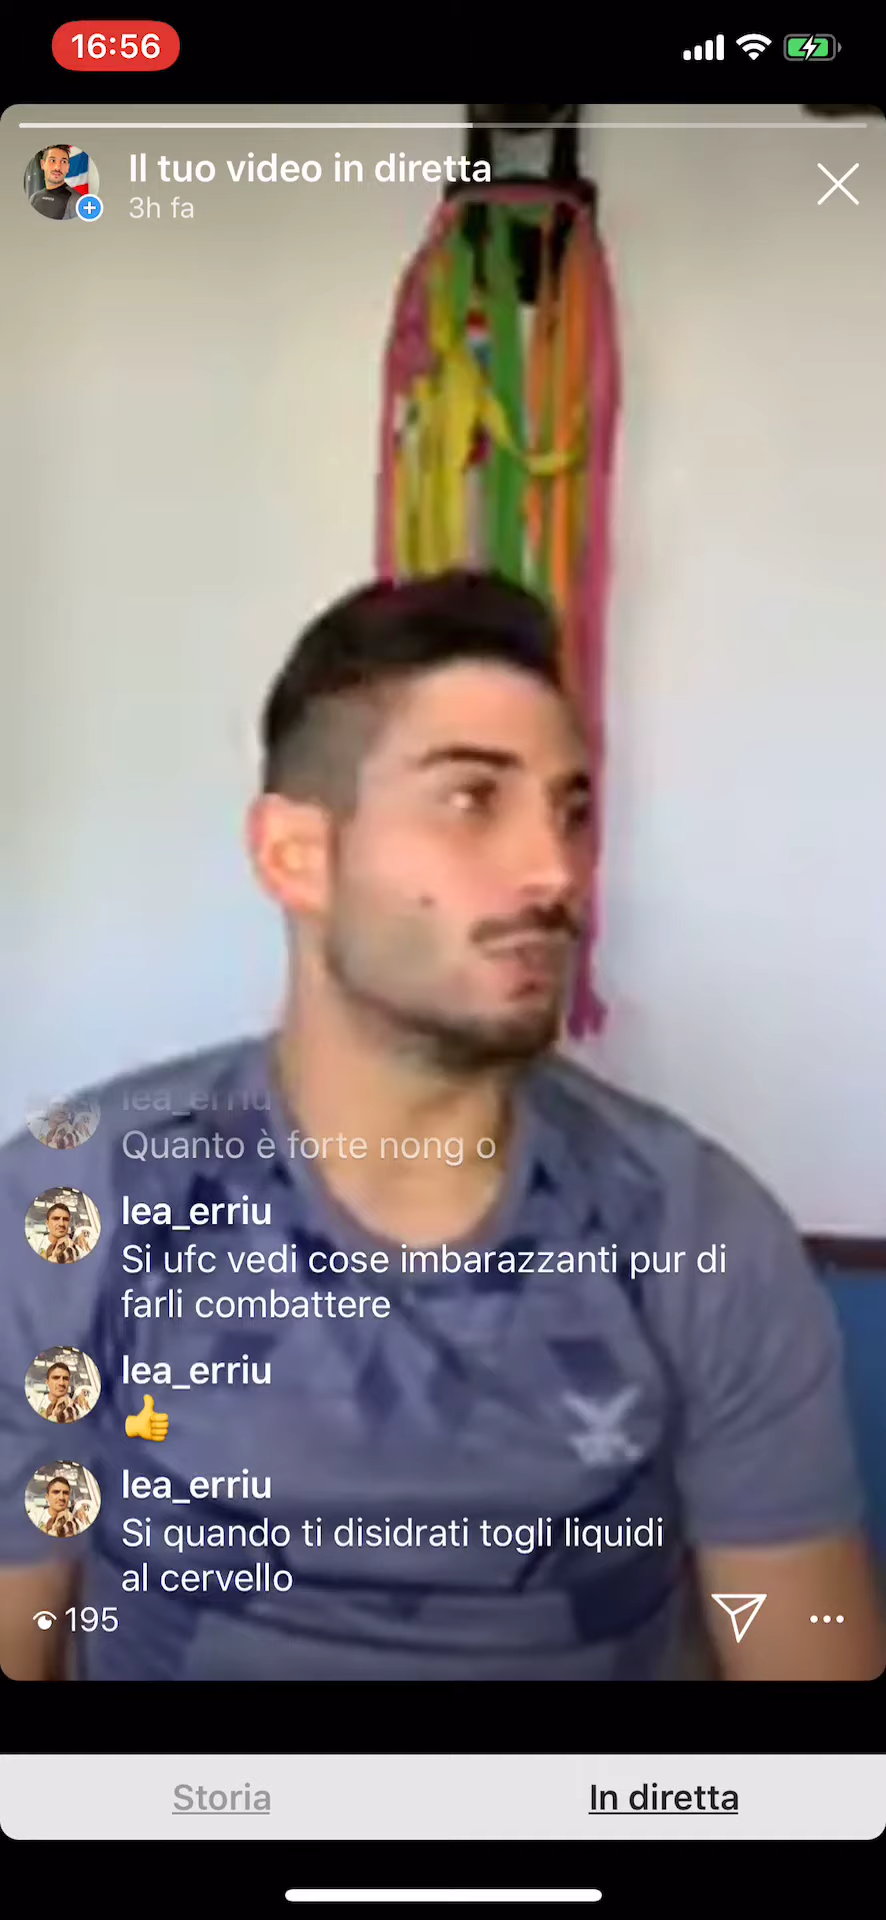 16:56
Il tuo video in diretta
3h fa
lea_erriu
Quanto è forte nong o
lea_erriu
Si ufc vedi cose imbarazzanti pur di
farli combattere
lea_erriu
👍
lea_erriu
Si quando ti disidrati togli liquidi
al cervello
195
Storia
In diretta